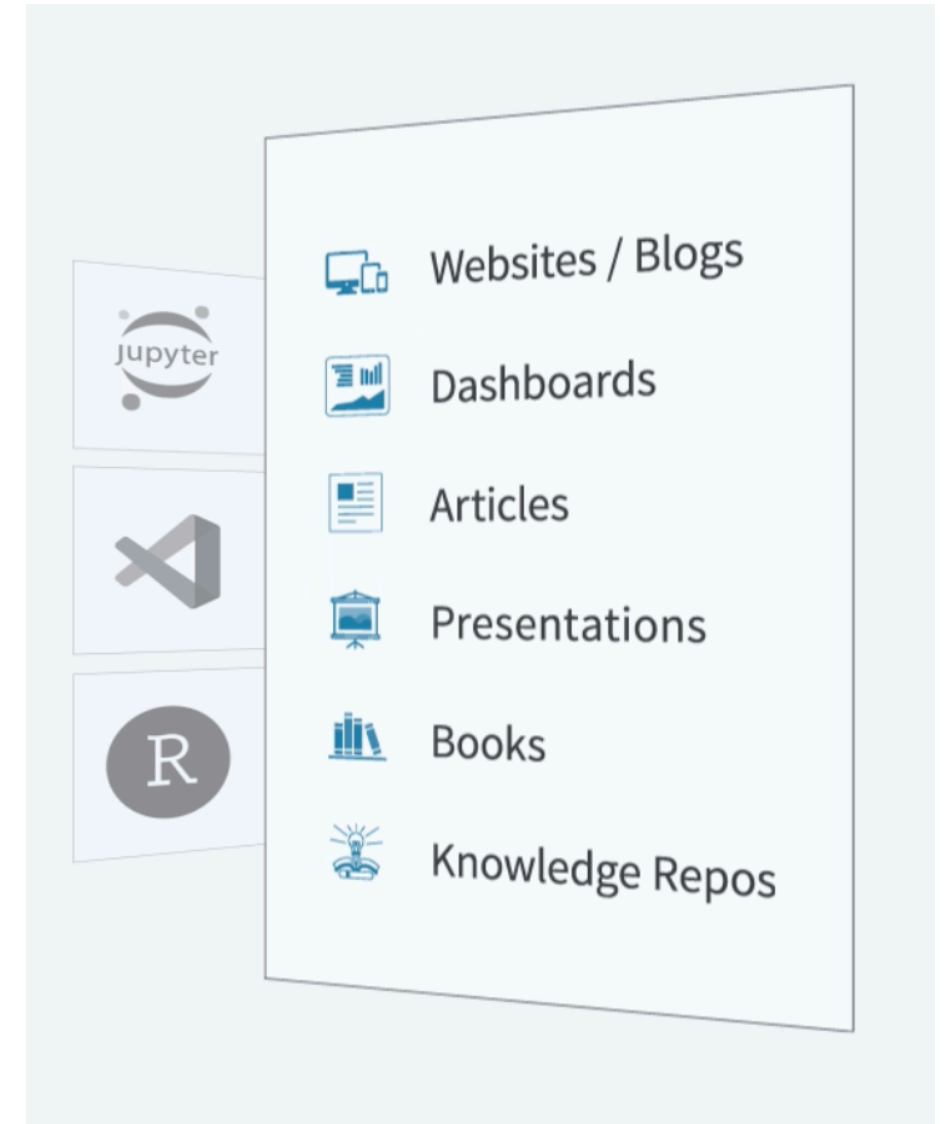 Jupyter
R
Websites / Blogs
Dashboards
Articles
Presentations
Books
Knowledge Repos